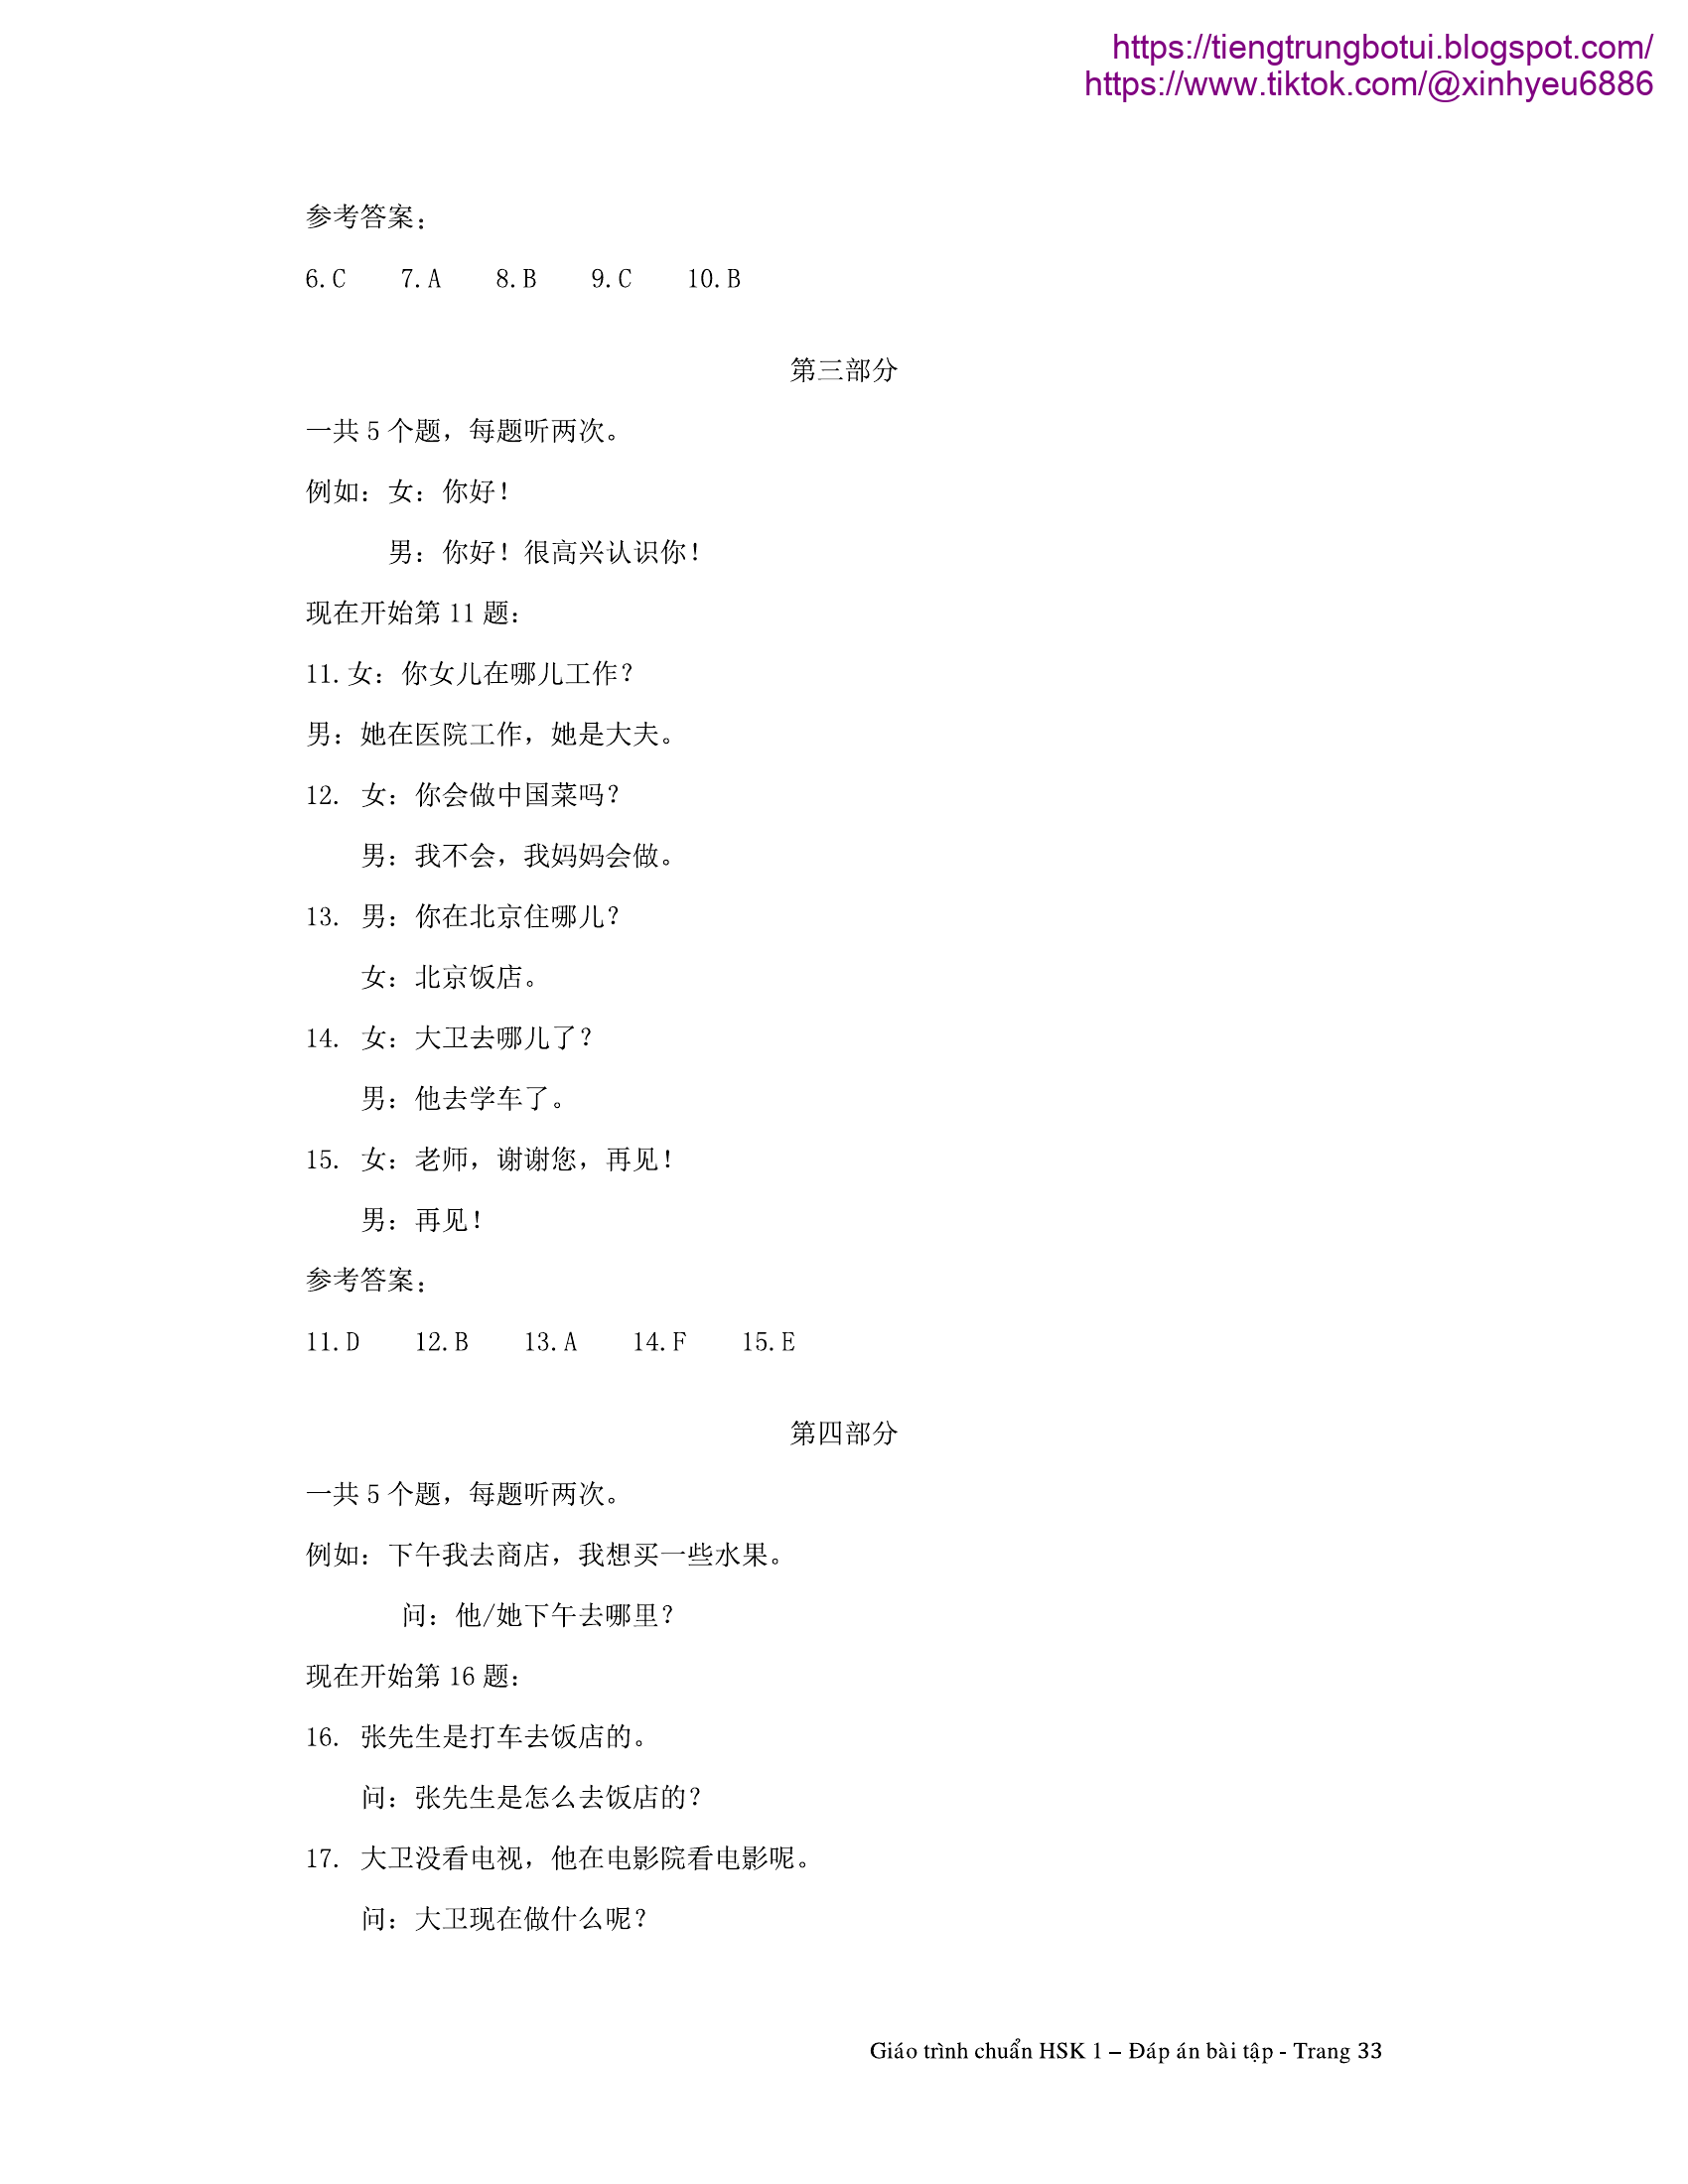 https://tiengtrungbotui.blogspot.com/
https://www.tiktok.com/@xinhyeu6886
参考答案：
6.C 7.A 8.B 9.C 10.B
第三部分
一共 5 个题，每题听两次。
例如：女：你好！
男：你好！很高兴认识你！
现在开始第 11 题：
11.女：你女儿在哪儿工作？
男：她在医院工作，她是大夫。
12. 女：你会做中国菜吗？
男：我不会，我妈妈会做。
13. 男：你在北京住哪儿？
女：北京饭店。
14. 女：大卫去哪儿了？
男：他去学车了。
15. 女：老师，谢谢您，再见！
男：再见！
参考答案：
11.D 12.B 13.A 14.F 15.E
第四部分
一共 5 个题，每题听两次。
例如：下午我去商店，我想买一些水果。
问：他/她下午去哪里？
现在开始第 16 题：
16. 张先生是打车去饭店的。
问：张先生是怎么去饭店的？
17. 大卫没看电视，他在电影院看电影呢。
问：大卫现在做什么呢？
Giáo trình chuẩn HSK 1 – Đáp án bài tập - Trang 33